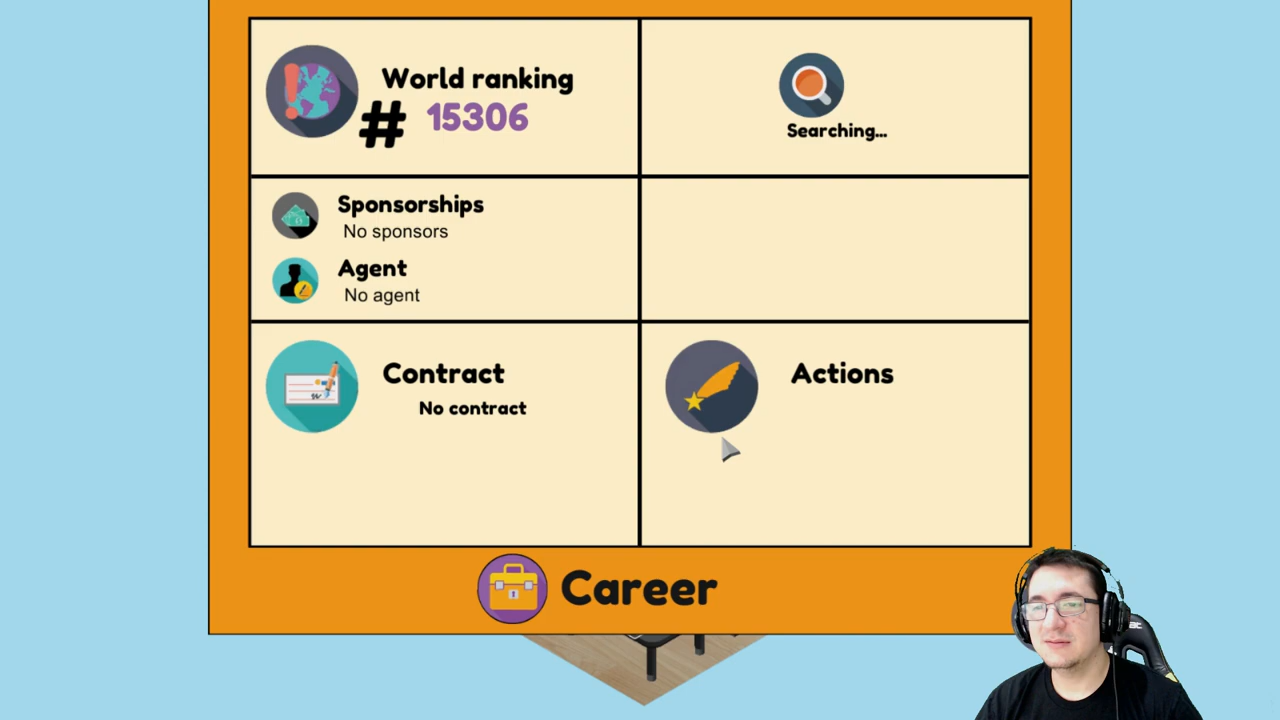 World ranking
# 15306
Searching...
Sponsorships
No sponsors
Agent
No agent
Contract
No contract
Actions
Career